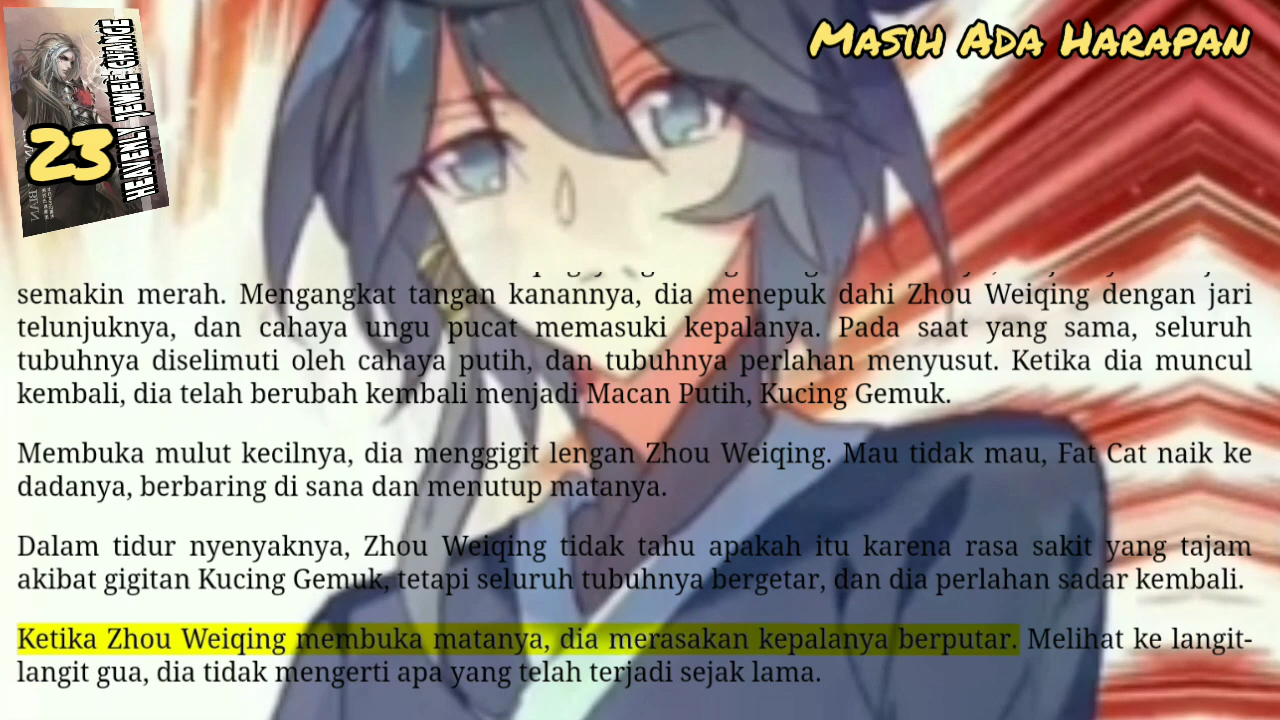 Masih Ada Harapan
HEAVENLY JEWEL CHANGE
23
semakin merah. Mengangkat tangan kanannya, dia menepuk dahi Zhou Weiqing dengan jari
telunjuknya, dan cahaya ungu pucat memasuki kepalanya. Pada saat yang sama, seluruh
tubuhnya diselimuti oleh cahaya putih, dan tubuhnya perlahan menyusut. Ketika dia muncul
kembali, dia telah berubah kembali menjadi Macan Putih, Kucing Gemuk.
Membuka mulut kecilnya, dia menggigit lengan Zhou Weiqing. Mau tidak mau, Fat Cat naik ke
dadanya, berbaring di sana dan menutup matanya.
Dalam tidur nyenyaknya, Zhou Weiqing tidak tahu apakah itu karena rasa sakit yang tajam
akibat gigitan Kucing Gemuk, tetapi seluruh tubuhnya bergetar, dan dia perlahan sadar kembali.
Ketika Zhou Weiqing membuka matanya, dia merasakan kepalanya berputar. Melihat ke langit-
langit gua, dia tidak mengerti apa yang telah terjadi sejak lama.